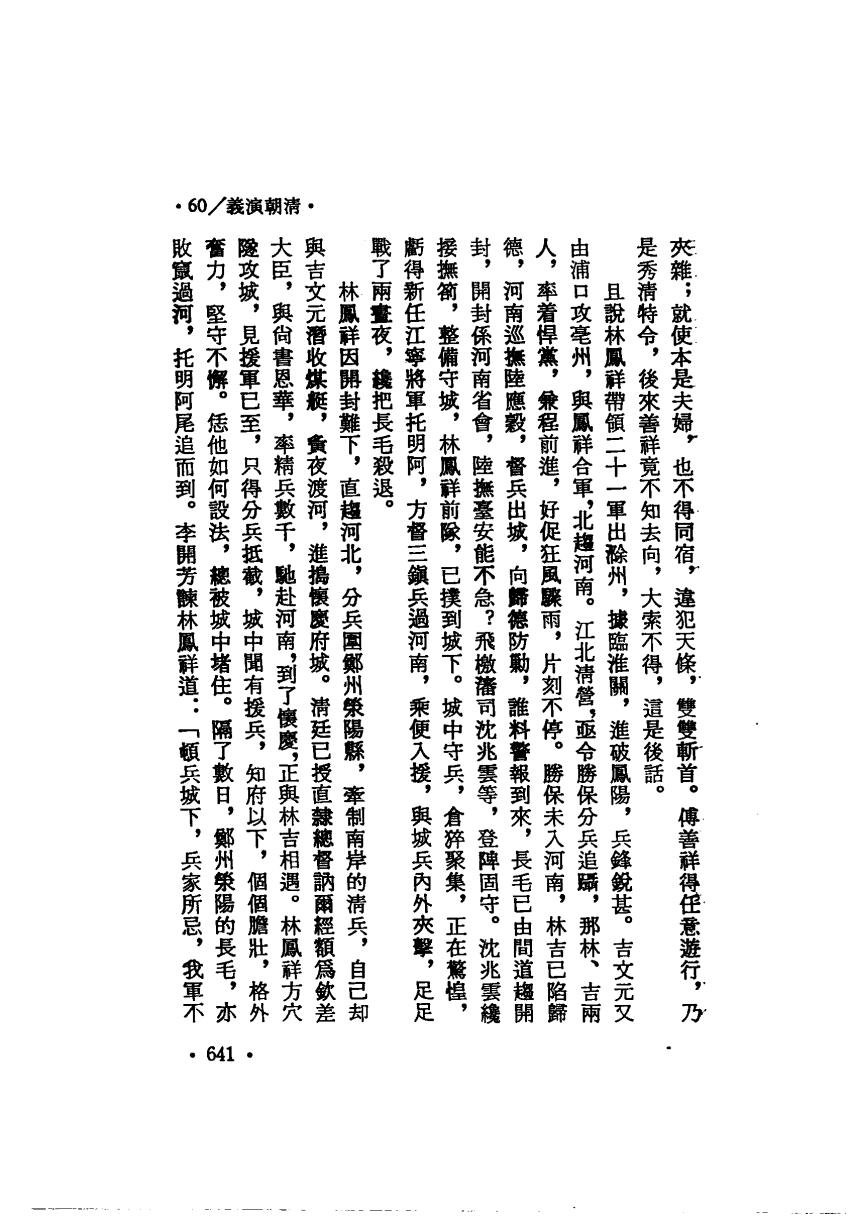 •60／義演朝清•
夾雜；就使本是夫婦，也不得同宿，違犯天條，雙雙斬首。傅善祥得任意遊行，乃
是秀清特令，後來善祥竟不知去向，大索不得，這是後話。
且說林鳳祥帶領二十一軍出滁州，據臨淮關，進破鳳陽，兵鋒銳甚。吉文元又
由浦口攻亳州，與鳳祥合軍，北趨河南。江北清營，亟令勝保分兵追躡，那林、吉兩
人，率着悍黨，兼程前進，好促狂風驟雨，片刻不停。勝保未入河南，林吉已陷歸
德，河南巡撫陸應穀，督兵出城，向歸德防勦，誰料警報到來，長毛已由間道趨開
封，開封係河南省會，陸撫臺安能不急？飛檄藩司沈兆雲等，登陴固守。沈兆雲纔
接撫箚，整備守城，林鳳祥前隊，已撲到城下。城中守兵，倉猝聚集，正在驚惶，
虧得新任江寧將軍托明阿，方督三鎭兵過河南，乘便入援，與城兵內外夾擊，足足
戰了兩晝夜，纔把長毛殺退。
林鳳祥因開封難下，直趨河北，分兵圍鄭州滎陽縣，牽制南岸的清兵，自己却
與吉文元潛收煤艇，夤夜渡河，進搗懷慶府城。清廷已授直隸總督訥爾經額爲欽差
大臣，與尙書恩華，率精兵數千，馳赴河南，到了懷慶，正與林吉相遇。林鳳祥方穴
隧攻城，見援軍已至，只得分兵抵截，城中聞有援兵，知府以下，個個膽壯，格外
奮力，堅守不懈。恁他如何設法，總被城中堵住。隔了數日，鄭州滎陽的長毛，亦
敗竄過河，托明阿尾追而到。李開芳諫林鳳祥道：「頓兵城下，兵家所忌，我軍不
•641•